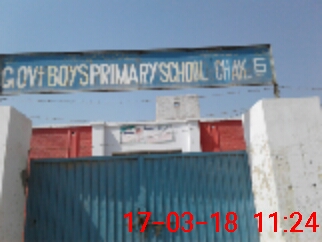 GOVT BOYS PRIMARY SCHOOL CHAK. 6
17-03-18 11:24